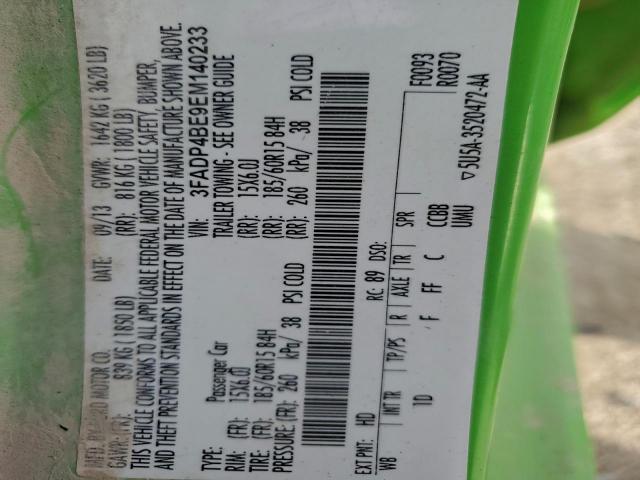 MFD. BY FORD MOTOR CO. DATE: 09/13 GVWR: 1642 KG ( 3620 LB)
GAWR: (FR): 839 KG (1850 LB) (RR): 816 KG (1800 LB)
THIS VEHICLE CONFORMS TO ALL APPLICABLE FEDERAL MOTOR VEHICLE SAFETY, BUMPER,
AND THEFT PREVENTION STANDARDS IN EFFECT ON THE DATE OF MANUFACTURE SHOWN ABOVE.
VIN: 3FADP4BE9EM140233
TYPE: Passenger Car TRAILER TOWING - SEE OWNER GUIDE
RIM: (FR): 15X6.0J (RR): 15X6.0J
TIRE: (FR): 185/60R15 84H (RR): 185/60R15 84H
PRESSURE (FR): 260 kPa/ 38 PSI COLD (RR): 260 kPa/ 38 PSI COLD
F0093
R0070
EXT PNT: HD RC: 89 DSO:
WB INT TR TP/PS R AXLE TR SPR
1D F FF C CCBB
UMU
▽5U5A-3520472-AA